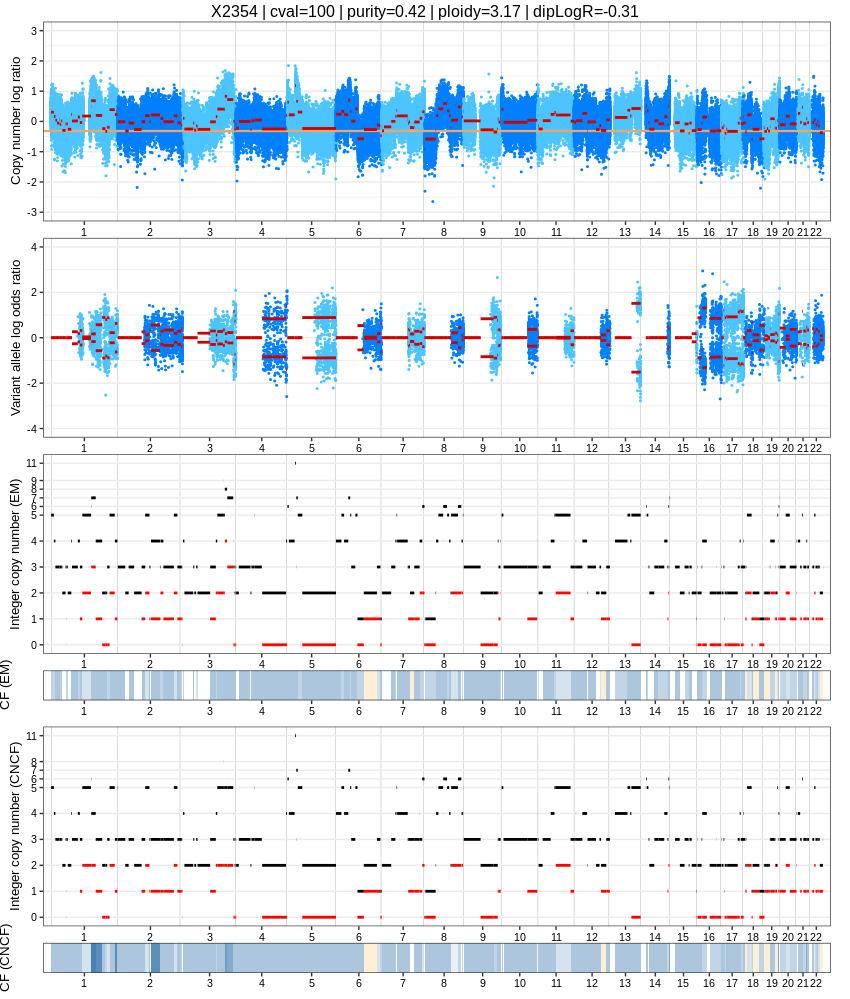 X2354 | cval=100 | purity=0.42 | ploidy=3.17 | dipLogR=-0.31
Copy number log ratio
3
2
1
0
-1
-2
-3
1 2 3 4 5 6 7 8 9 10 11 12 13 14 15 16 17 18 19 20 21 22
Variant allele log odds ratio
4
2
0
-2
-4
1 2 3 4 5 6 7 8 9 10 11 12 13 14 15 16 17 18 19 20 21 22
Integer copy number (EM)
11
9
8
7
6
5
4
3
2
1
0
1 2 3 4 5 6 7 8 9 10 11 12 13 14 15 16 17 18 19 20 21 22
CF (EM)
1 2 3 4 5 6 7 8 9 10 11 12 13 14 15 16 17 18 19 20 21 22
Integer copy number (CNCF)
11
8
7
6
5
4
3
2
1
0
1 2 3 4 5 6 7 8 9 10 11 12 13 14 15 16 17 18 19 20 21 22
CF (CNCF)
1 2 3 4 5 6 7 8 9 10 11 12 13 14 15 16 17 18 19 20 21 22